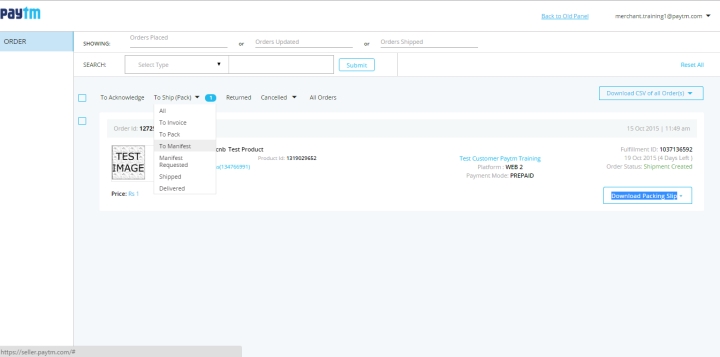 paytm
Back to Old Panel
merchant.training1@paytm.com
ORDER
SHOWING:
Orders Placed
or
Orders Updated
or
Orders Shipped
SEARCH:
Select Type
Submit
Reset All
To Acknowledge
To Ship (Pack)
1
Returned
Cancelled
All Orders
Download CSV of all Order(s)
All
To Invoice
To Pack
To Manifest
Manifest
Requested
Shipped
Delivered
Order Id:
15 Oct 2015 | 11:49 am
TEST
IMAGE
Test Product
Product Id: 1319029652
Test Customer Paytm Training
Platform : WEB 2
Payment Mode: PREPAID
Fulfillment ID: 1037136592
19 Oct 2015 (4 Days Left )
Order Status: Shipment Created
Price: Rs 1
Download Packing Slip
https://seller.paytm.com/#